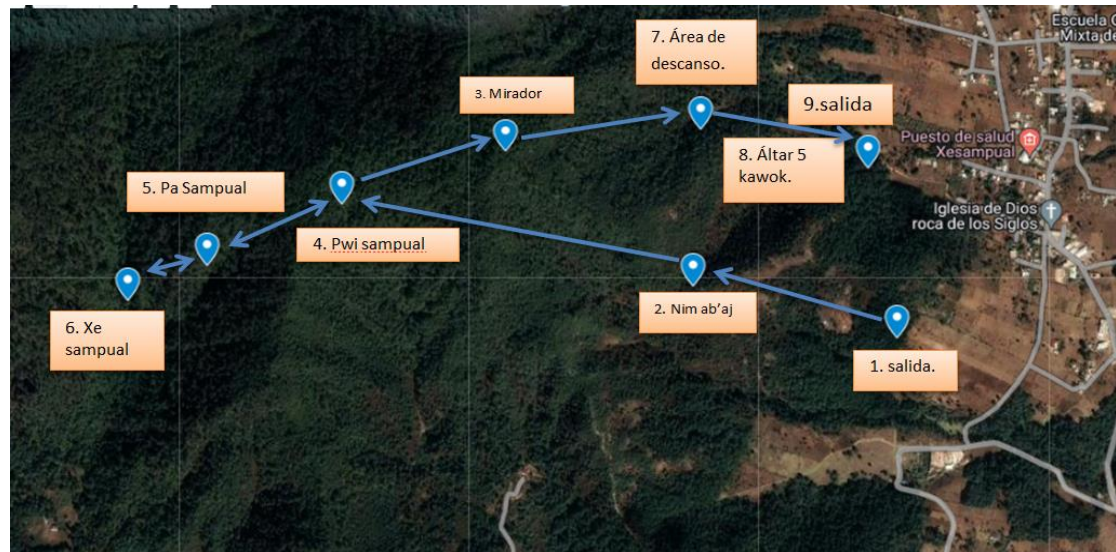 Escuela O
Mixta de
7. Área de
descanso.
3. Mirador
9.salida
Puesto de salud
Xesampual
8. Áltar 5
kawok.
5. Pa Sampual
Iglesia de Dios
roca de los Siglos
4. Pwi sampual
2. Nim ab'aj
6. Xe
sampual
1. salida.